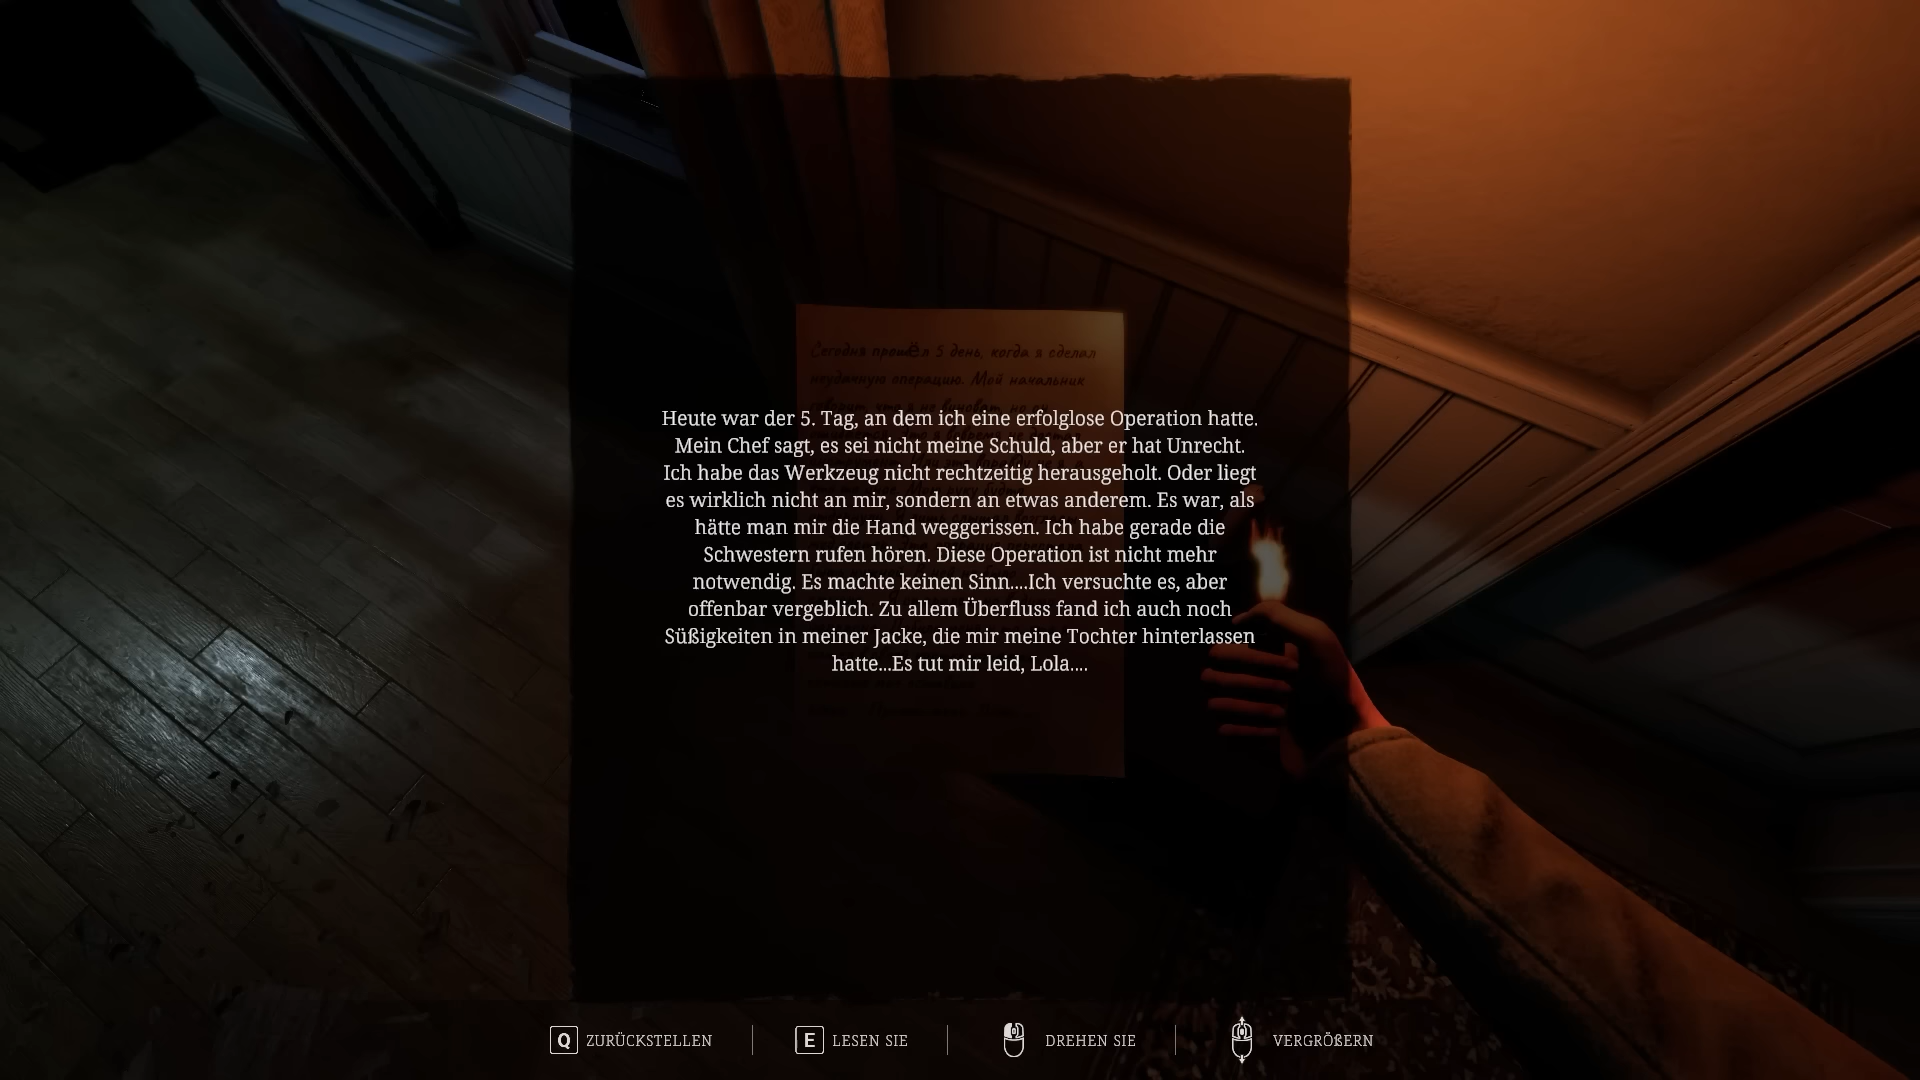 Сегодня прошёл 5 день, когда я сделал
неудачную операцию. Мой начальник
Heute war der 5. Tag, an dem ich eine erfolglose Operation hatte.
Mein Chef sagt, es sei nicht meine Schuld, aber er hat Unrecht.
Ich habe das Werkzeug nicht rechtzeitig herausgeholt. Oder liegt
es wirklich nicht an mir, sondern an etwas anderem. Es war, als
hätte man mir die Hand weggerissen. Ich habe gerade die
Schwestern rufen hören. Diese Operation ist nicht mehr
notwendig. Es machte keinen Sinn....Ich versuchte es, aber
offenbar vergeblich. Zu allem Überfluss fand ich auch noch
Süßigkeiten in meiner Jacke, die mir meine Tochter hinterlassen
hatte...Es tut mir leid, Lola....
Q ZURÜCKSTELLEN
E LESEN SIE
DREHEN SIE
VERGRÖßERN